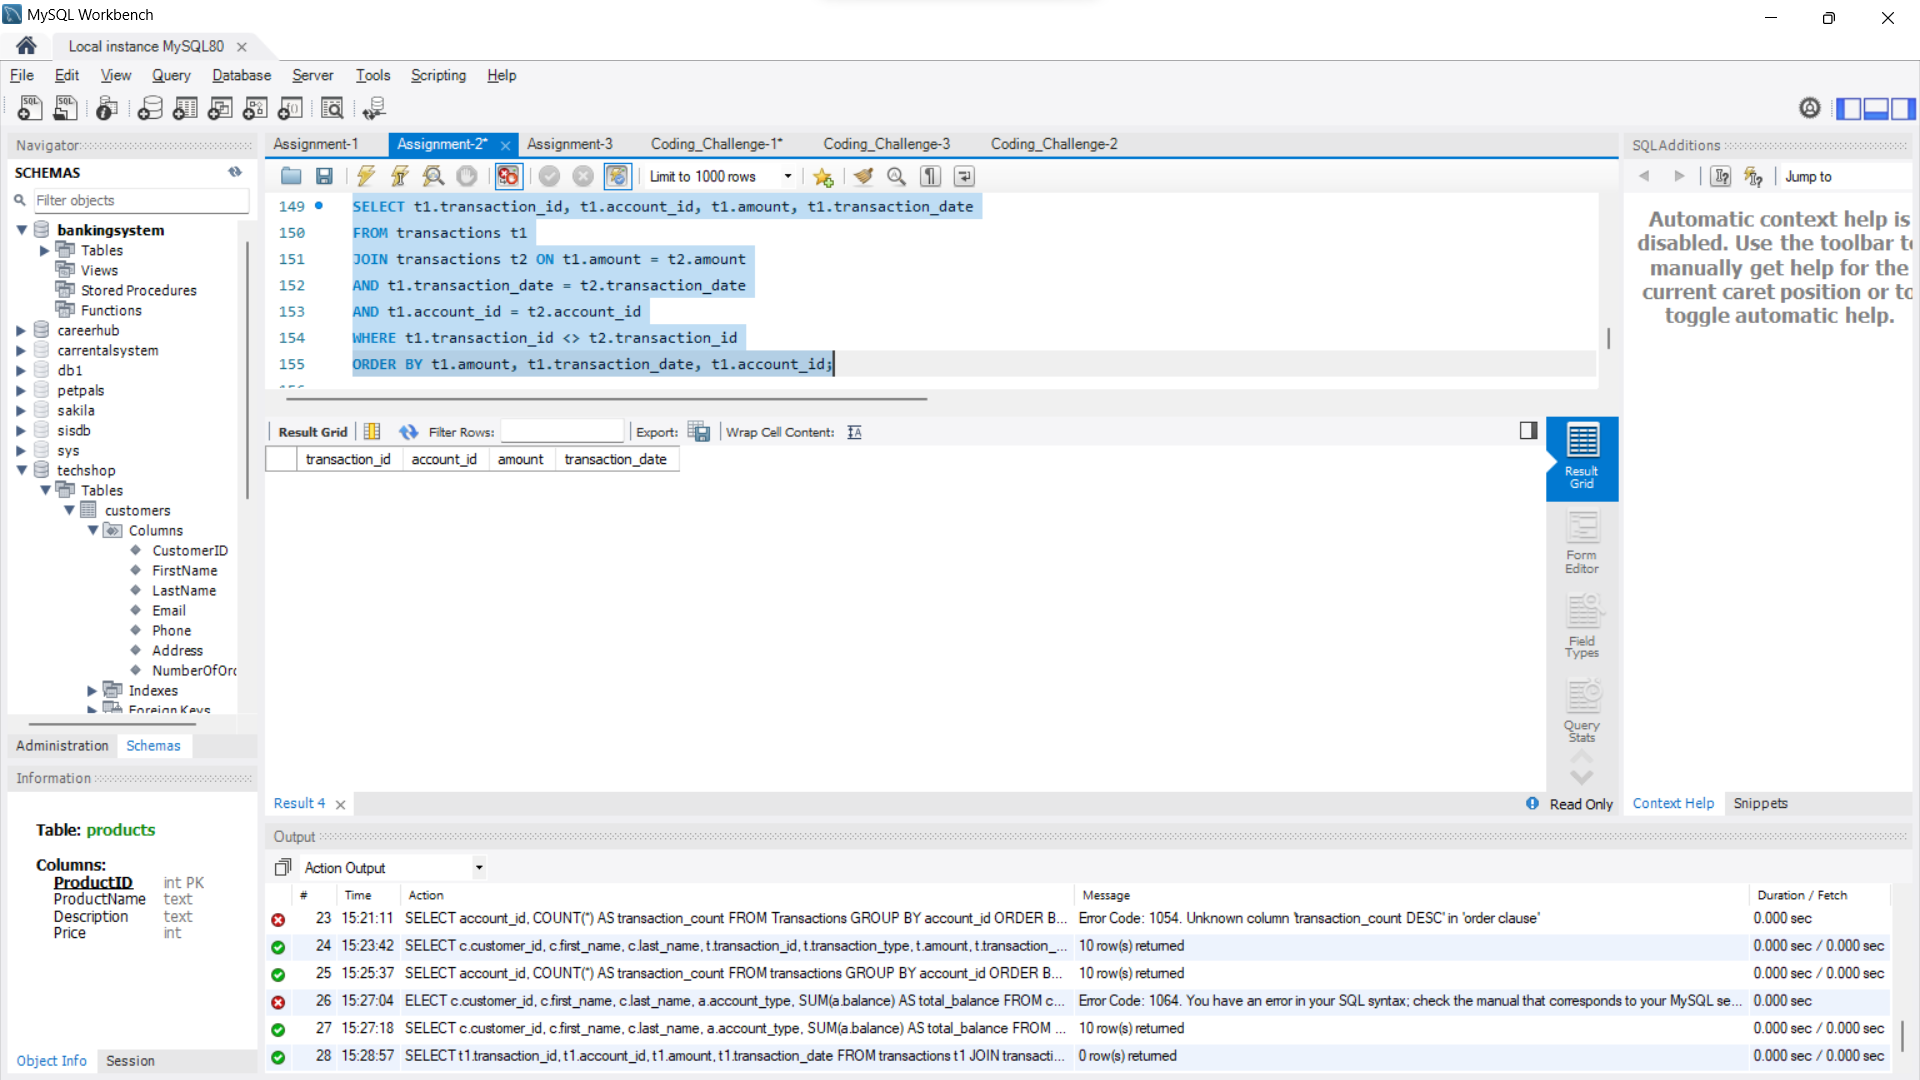 MySQL Workbench
Local instance MySQL80
File Edit View Query Database Server Tools Scripting Help
Navigator
SCHEMAS
Filter objects
bankingsystem
Tables
Views
Stored Procedures
Functions
careerhub
carrentalsystem
db1
petpals
sakila
sisdb
sys
techshop
Tables
customers
Columns
CustomerID
FirstName
LastName
Email
Phone
Address
NumberOfOr
Indexes
Foreign Keys
Administration Schemas
Information
Table: products
Columns:
ProductID int PK
ProductName text
Description text
Price int
Object Info Session
Assignment-1 Assignment-2* Assignment-3 Coding_Challenge-1* Coding_Challenge-3 Coding_Challenge-2
Limit to 1000 rows
149 SELECT t1.transaction_id, t1.account_id, t1.amount, t1.transaction_date
150 FROM transactions t1
151 JOIN transactions t2 ON t1.amount = t2.amount
152 AND t1.transaction_date = t2.transaction_date
153 AND t1.account_id = t2.account_id
154 WHERE t1.transaction_id <> t2.transaction_id
155 ORDER BY t1.amount, t1.transaction_date, t1.account_id;
Result Grid Filter Rows: Export: Wrap Cell Content:
transaction_id account_id amount transaction_date
Result Grid
Form Editor
Field Types
Query Stats
Result 4 Read Only
SQLAdditions
Jump to
Automatic context help is
disabled. Use the toolbar to
manually get help for the
current caret position or to
toggle automatic help.
Context Help Snippets
Output
Action Output
# Time Action Message Duration / Fetch
23 15:21:11 SELECT account_id, COUNT(*) AS transaction_count FROM Transactions GROUP BY account_id ORDER B... Error Code: 1054. Unknown column 'transaction_count DESC' in 'order clause' 0.000 sec
24 15:23:42 SELECT c.customer_id, c.first_name, c.last_name, t.transaction_id, t.transaction_type, t.amount, t.transaction_... 10 row(s) returned 0.000 sec / 0.000 sec
25 15:25:37 SELECT account_id, COUNT(*) AS transaction_count FROM transactions GROUP BY account_id ORDER B... 10 row(s) returned 0.000 sec / 0.000 sec
26 15:27:04 ELECT c.customer_id, c.first_name, c.last_name, a.account_type, SUM(a.balance) AS total_balance FROM c... Error Code: 1064. You have an error in your SQL syntax; check the manual that corresponds to your MySQL se... 0.000 sec
27 15:27:18 SELECT c.customer_id, c.first_name, c.last_name, a.account_type, SUM(a.balance) AS total_balance FROM ... 10 row(s) returned 0.000 sec / 0.000 sec
28 15:28:57 SELECT t1.transaction_id, t1.account_id, t1.amount, t1.transaction_date FROM transactions t1 JOIN transacti... 0 row(s) returned 0.000 sec / 0.000 sec